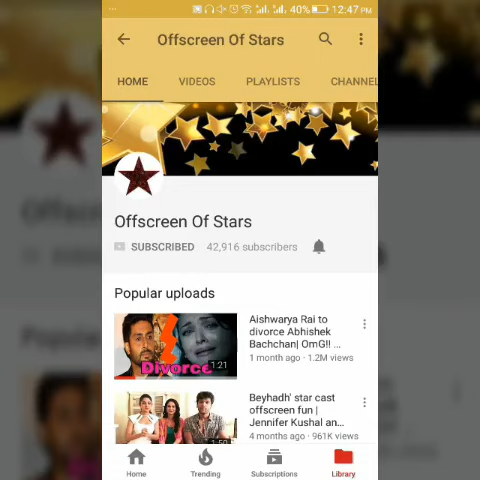 40% 12:47 PM
Offscreen Of Stars
HOME VIDEOS PLAYLISTS CHANNEL
Offscreen Of Stars
SUBSCRIBED 42,916 subscribers
Popular uploads
Aishwarya Rai to
divorce Abhishek
Bachchan| OmG!! ...
1 month ago · 1.2M views
Divorce
1:21
Beyhadh' star cast
offscreen fun |
Jennifer Kushal an...
4 months ago · 961K views
1:50
Home Trending Subscriptions Library